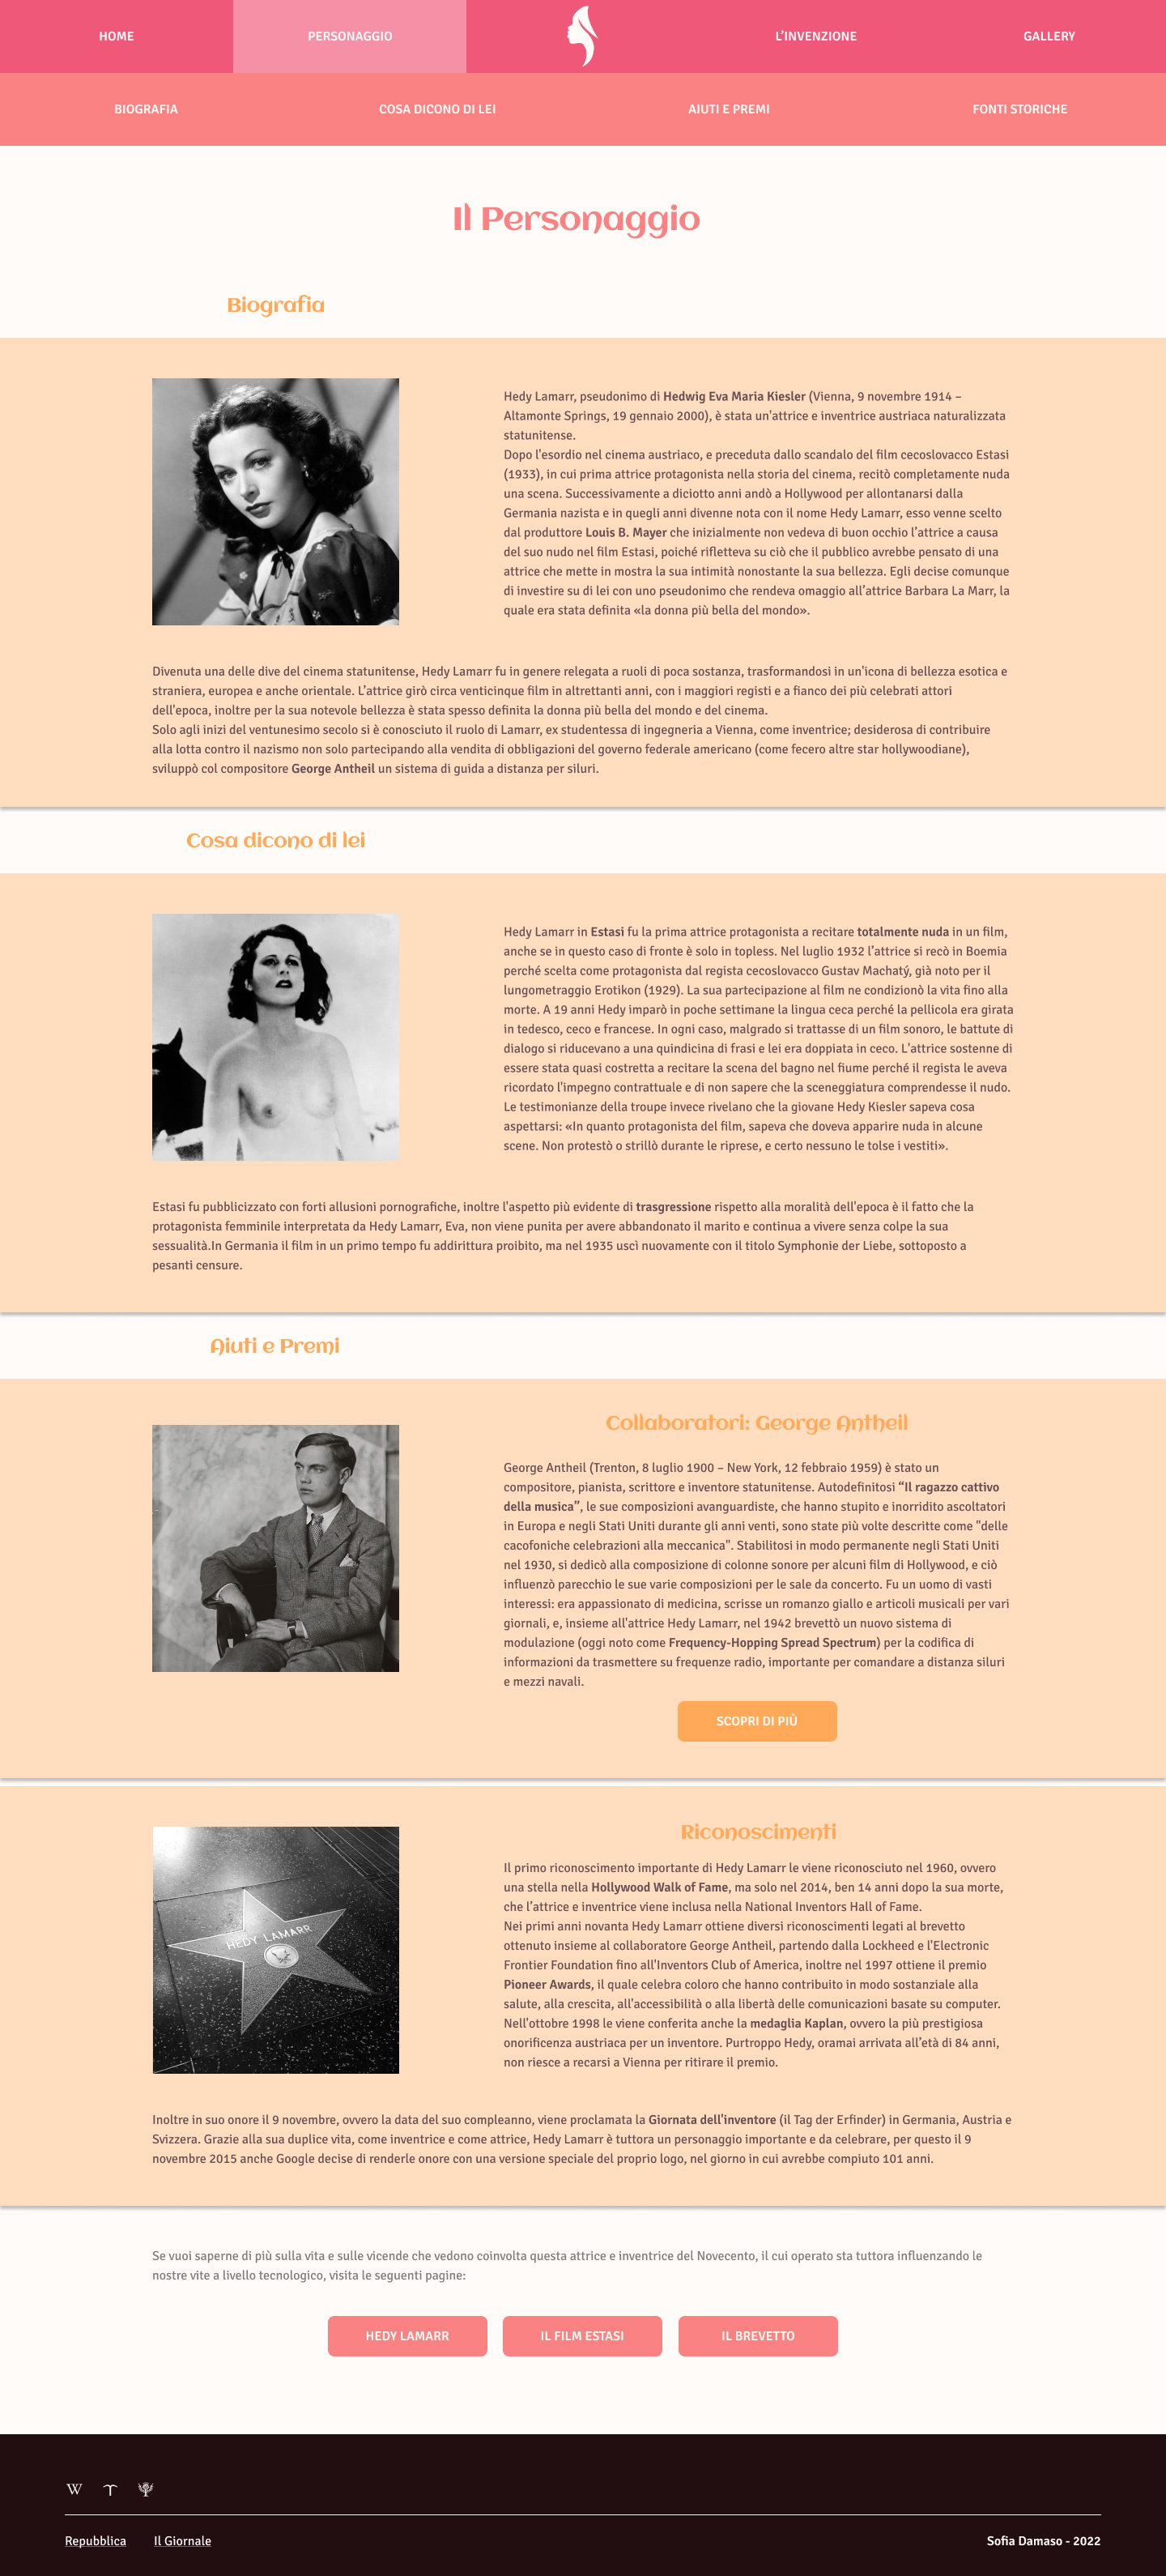 HOME
PERSONAGGIO
L’INVENZIONE
GALLERY
BIOGRAFIA
COSA DICONO DI LEI
AIUTI E PREMI
FONTI STORICHE
Il Personaggio
Biografia
Hedy Lamarr, pseudonimo di Hedwig Eva Maria Kiesler (Vienna, 9 novembre 1914 –
Altamonte Springs, 19 gennaio 2000), è stata un'attrice e inventrice austriaca naturalizzata
statunitense.
Dopo l'esordio nel cinema austriaco, e preceduta dallo scandalo del film cecoslovacco Estasi
(1933), in cui prima attrice protagonista nella storia del cinema, recitò completamente nuda
una scena. Successivamente a diciotto anni andò a Hollywood per allontanarsi dalla
Germania nazista e in quegli anni divenne nota con il nome Hedy Lamarr, esso venne scelto
dal produttore Louis B. Mayer che inizialmente non vedeva di buon occhio l’attrice a causa
del suo nudo nel film Estasi, poiché rifletteva su ciò che il pubblico avrebbe pensato di una
attrice che mette in mostra la sua intimità nonostante la sua bellezza. Egli decise comunque
di investire su di lei con uno pseudonimo che rendeva omaggio all’attrice Barbara La Marr, la
quale era stata definita «la donna più bella del mondo».
Divenuta una delle dive del cinema statunitense, Hedy Lamarr fu in genere relegata a ruoli di poca sostanza, trasformandosi in un'icona di bellezza esotica e
straniera, europea e anche orientale. L’attrice girò circa venticinque film in altrettanti anni, con i maggiori registi e a fianco dei più celebrati attori
dell'epoca, inoltre per la sua notevole bellezza è stata spesso definita la donna più bella del mondo e del cinema.
Solo agli inizi del ventunesimo secolo si è conosciuto il ruolo di Lamarr, ex studentessa di ingegneria a Vienna, come inventrice; desiderosa di contribuire
alla lotta contro il nazismo non solo partecipando alla vendita di obbligazioni del governo federale americano (come fecero altre star hollywoodiane),
sviluppò col compositore George Antheil un sistema di guida a distanza per siluri.
Cosa dicono di lei
Hedy Lamarr in Estasi fu la prima attrice protagonista a recitare totalmente nuda in un film,
anche se in questo caso di fronte è solo in topless. Nel luglio 1932 l’attrice si recò in Boemia
perché scelta come protagonista dal regista cecoslovacco Gustav Machatý, già noto per il
lungometraggio Erotikon (1929). La sua partecipazione al film ne condizionò la vita fino alla
morte. A 19 anni Hedy imparò in poche settimane la lingua ceca perché la pellicola era girata
in tedesco, ceco e francese. In ogni caso, malgrado si trattasse di un film sonoro, le battute di
dialogo si riducevano a una quindicina di frasi e lei era doppiata in ceco. L'attrice sostenne di
essere stata quasi costretta a recitare la scena del bagno nel fiume perché il regista le aveva
ricordato l'impegno contrattuale e di non sapere che la sceneggiatura comprendesse il nudo.
Le testimonianze della troupe invece rivelano che la giovane Hedy Kiesler sapeva cosa
aspettarsi: «In quanto protagonista del film, sapeva che doveva apparire nuda in alcune
scene. Non protestò o strillò durante le riprese, e certo nessuno le tolse i vestiti».
Estasi fu pubblicizzato con forti allusioni pornografiche, inoltre l'aspetto più evidente di trasgressione rispetto alla moralità dell’epoca è il fatto che la
protagonista femminile interpretata da Hedy Lamarr, Eva, non viene punita per avere abbandonato il marito e continua a vivere senza colpe la sua
sessualità.In Germania il film in un primo tempo fu addirittura proibito, ma nel 1935 uscì nuovamente con il titolo Symphonie der Liebe, sottoposto a
pesanti censure.
Aiuti e Premi
Collaboratori: George Antheil
George Antheil (Trenton, 8 luglio 1900 – New York, 12 febbraio 1959) è stato un
compositore, pianista, scrittore e inventore statunitense. Autodefinitosi “Il ragazzo cattivo
della musica”, le sue composizioni avanguardiste, che hanno stupito e inorridito ascoltatori
in Europa e negli Stati Uniti durante gli anni venti, sono state più volte descritte come "delle
cacofoniche celebrazioni alla meccanica". Stabilitosi in modo permanente negli Stati Uniti
nel 1930, si dedicò alla composizione di colonne sonore per alcuni film di Hollywood, e ciò
influenzò parecchio le sue varie composizioni per le sale da concerto. Fu un uomo di vasti
interessi: era appassionato di medicina, scrisse un romanzo giallo e articoli musicali per vari
giornali, e, insieme all'attrice Hedy Lamarr, nel 1942 brevettò un nuovo sistema di
modulazione (oggi noto come Frequency-Hopping Spread Spectrum) per la codifica di
informazioni da trasmettere su frequenze radio, importante per comandare a distanza siluri
e mezzi navali.
SCOPRI DI PIÙ
HEDY LAMARR
Riconoscimenti
Il primo riconoscimento importante di Hedy Lamarr le viene riconosciuto nel 1960, ovvero
una stella nella Hollywood Walk of Fame, ma solo nel 2014, ben 14 anni dopo la sua morte,
che l’attrice e inventrice viene inclusa nella National Inventors Hall of Fame.
Nei primi anni novanta Hedy Lamarr ottiene diversi riconoscimenti legati al brevetto
ottenuto insieme al collaboratore George Antheil, partendo dalla Lockheed e l'Electronic
Frontier Foundation fino all'Inventors Club of America, inoltre nel 1997 ottiene il premio
Pioneer Awards, il quale celebra coloro che hanno contribuito in modo sostanziale alla
salute, alla crescita, all'accessibilità o alla libertà delle comunicazioni basate su computer.
Nell'ottobre 1998 le viene conferita anche la medaglia Kaplan, ovvero la più prestigiosa
onorificenza austriaca per un inventore. Purtroppo Hedy, oramai arrivata all’età di 84 anni,
non riesce a recarsi a Vienna per ritirare il premio.
Inoltre in suo onore il 9 novembre, ovvero la data del suo compleanno, viene proclamata la Giornata dell'inventore (il Tag der Erfinder) in Germania, Austria e
Svizzera. Grazie alla sua duplice vita, come inventrice e come attrice, Hedy Lamarr è tuttora un personaggio importante e da celebrare, per questo il 9
novembre 2015 anche Google decise di renderle onore con una versione speciale del proprio logo, nel giorno in cui avrebbe compiuto 101 anni.
Se vuoi saperne di più sulla vita e sulle vicende che vedono coinvolta questa attrice e inventrice del Novecento, il cui operato sta tuttora influenzando le
nostre vite a livello tecnologico, visita le seguenti pagine:
HEDY LAMARR
IL FILM ESTASI
IL BREVETTO
W
Repubblica
Il Giornale
Sofia Damaso - 2022